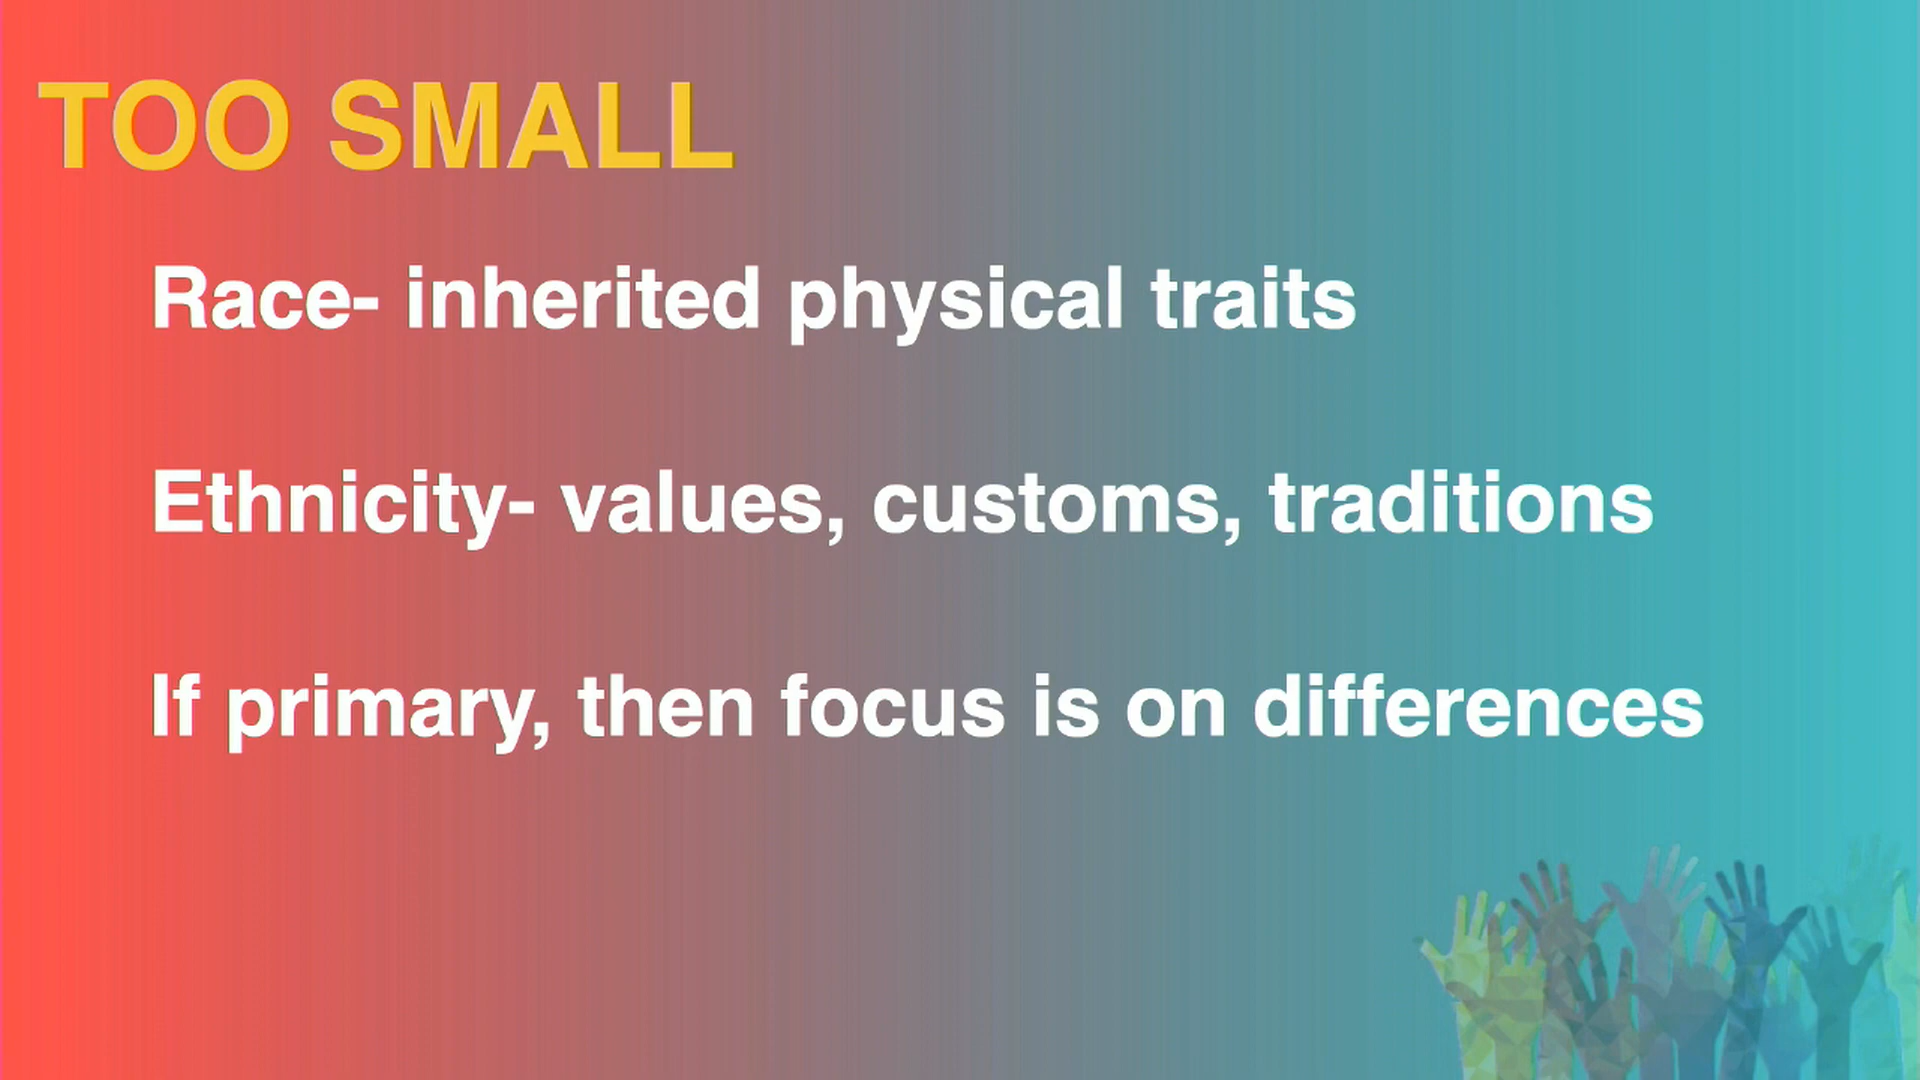 TOO SMALL
Race- inherited physical traits
Ethnicity- values, customs, traditions
If primary, then focus is on differences